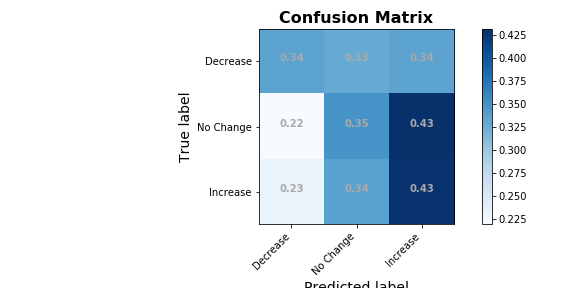 Confusion Matrix
True label
Decrease
No Change
Increase
0.34 0.33 0.34
0.22 0.35 0.43
0.23 0.34 0.43
Decrease
No Change
Increase
Predicted label
0.425
0.400
0.375
0.350
0.325
0.300
0.275
0.250
0.225